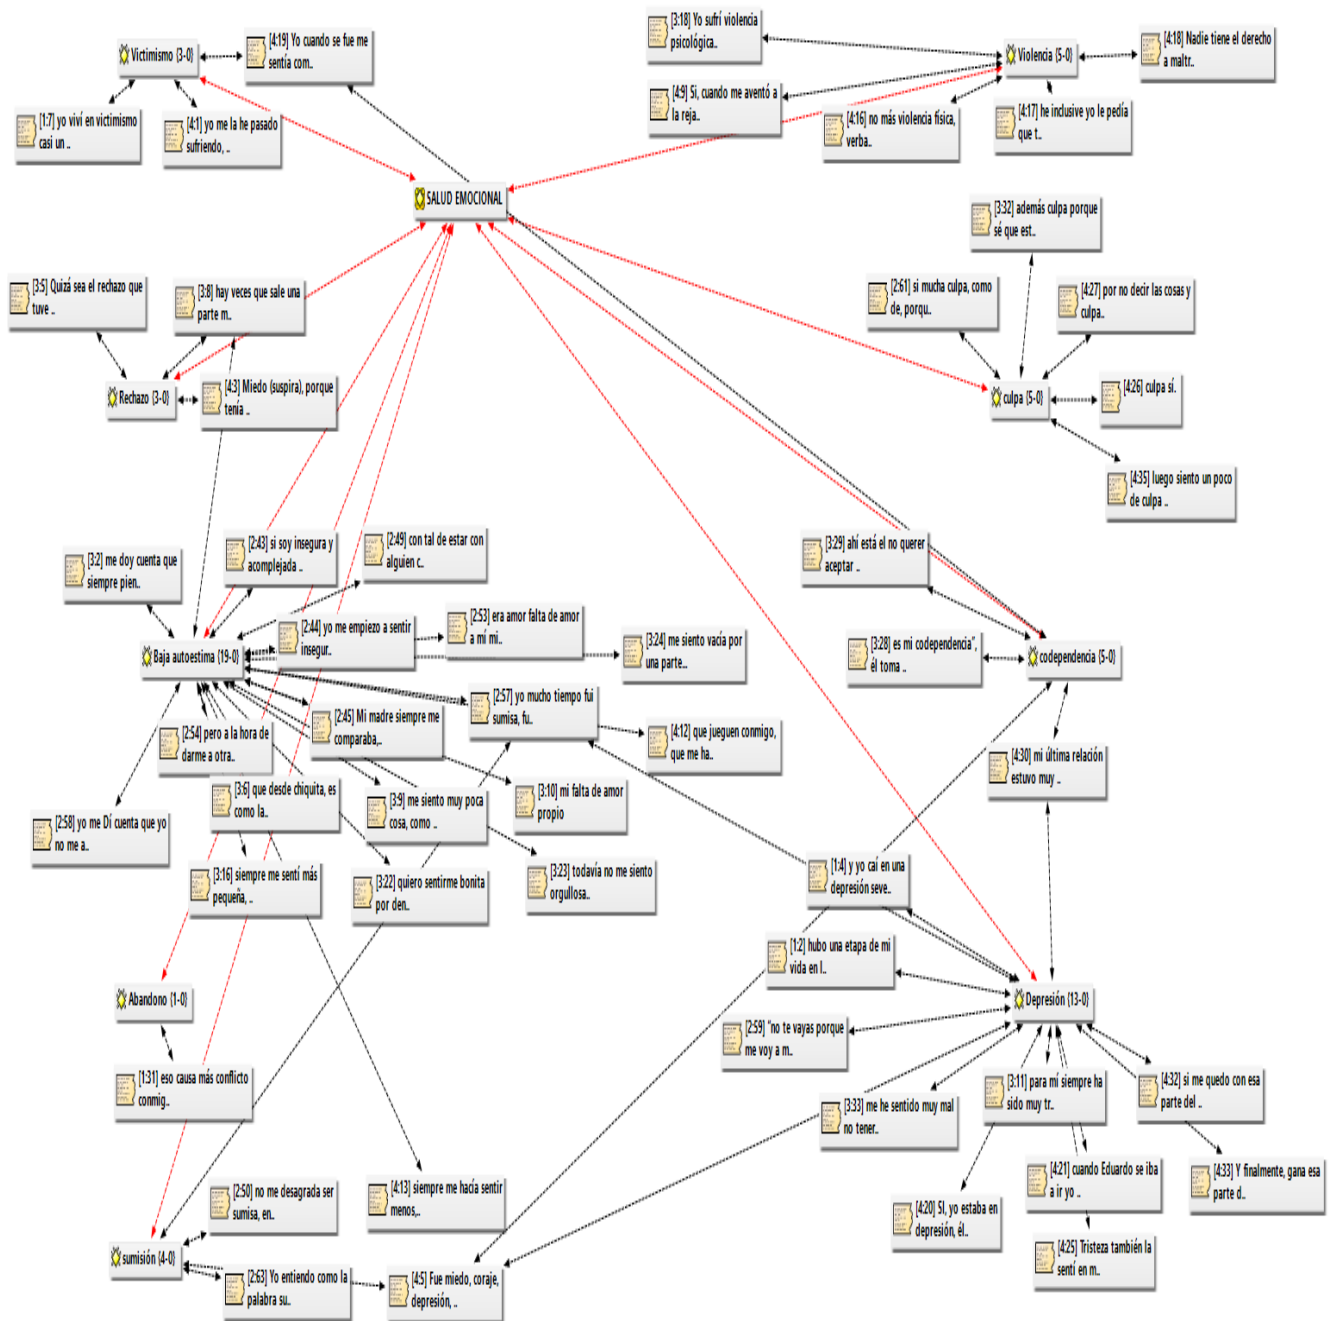 Victimismo {3-0}
[4:19] Yo cuando se fue me
sentía com..
[1:7] yo viví en victimismo
casi un ..
[4:1] yo me la he pasado
sufriendo, ..
[3:18] Yo sufrí violencia
psicológica..
Violencia {5-0}
[4:18] Nadie tiene el derecho
a maltr..
[4:9] Si, cuando me aventó a
la reja..
[4:16] no más violencia física,
verba..
[4:17] he inclusive yo le pedía
que t..
SALUD EMOCIONAL
[3:32] además culpa porque
sé que est..
[2:61] si mucha culpa, como
de, porqu..
[4:27] por no decir las cosas y
culpa..
[4:26] culpa sí.
culpa {5-0}
[4:35] luego siento un poco
de culpa ..
[3:5] Quizá sea el rechazo que
tuve ..
[3:8] hay veces que sale una
parte m..
Rechazo {3-0}
[4:3] Miedo (suspira), porque
tenía ..
[3:2] me doy cuenta que
siempre pien..
[2:43] si soy insegura y
acomplejada ..
[2:49] con tal de estar con
alguien c..
[2:44] yo me empiezo a sentir
insegur..
[2:53] era amor falta de amor
a mí mi..
[3:24] me siento vacía por
una parte...
Baja autoestima {19-0}
[2:57] yo mucho tiempo fui
sumisa, fu..
[2:54] pero a la hora de
darme a otra..
[2:45] Mi madre siempre me
comparaba,..
[4:12] que jueguen conmigo,
que me ha..
[3:6] que desde chiquita, es
como la..
[3:9] me siento muy poca
cosa, como ..
[3:10] mi falta de amor
propio
[2:58] yo me Dí cuenta que yo
no me a..
[3:16] siempre me sentí más
pequeña, ..
[3:22] quiero sentirme bonita
por den..
[3:23] todavía no me siento
orgullosa..
[3:29] ahí está el no querer
aceptar ..
[3:28] es mi codependencia",
él toma ..
codependencia {5-0}
[4:30] mi última relación
estuvo muy ..
[1:4] y yo caí en una
depresión seve..
[1:2] hubo una etapa de mi
vida en l..
Depresión {13-0}
[2:59] "no te vayas porque
me voy a m..
[3:33] me he sentido muy mal
no tener..
[3:11] para mí siempre ha
sido muy tr..
[4:32] si me quedo con esa
parte del ..
[4:21] cuando Eduardo se iba
a ir yo ..
[4:33] Y finalmente, gana esa
parte d..
[4:20] SI, yo estaba en
depresión, él..
[4:25] Tristeza también la
sentí en m..
Abandono {1-0}
[1:31] eso causa más conflicto
conmig..
[4:13] siempre me hacía sentir
menos,..
[2:50] no me desagrada ser
sumisa, en..
sumisión {4-0}
[2:63] Yo entiendo como la
palabra su..
[4:5] Fue miedo, coraje,
depresión, ..